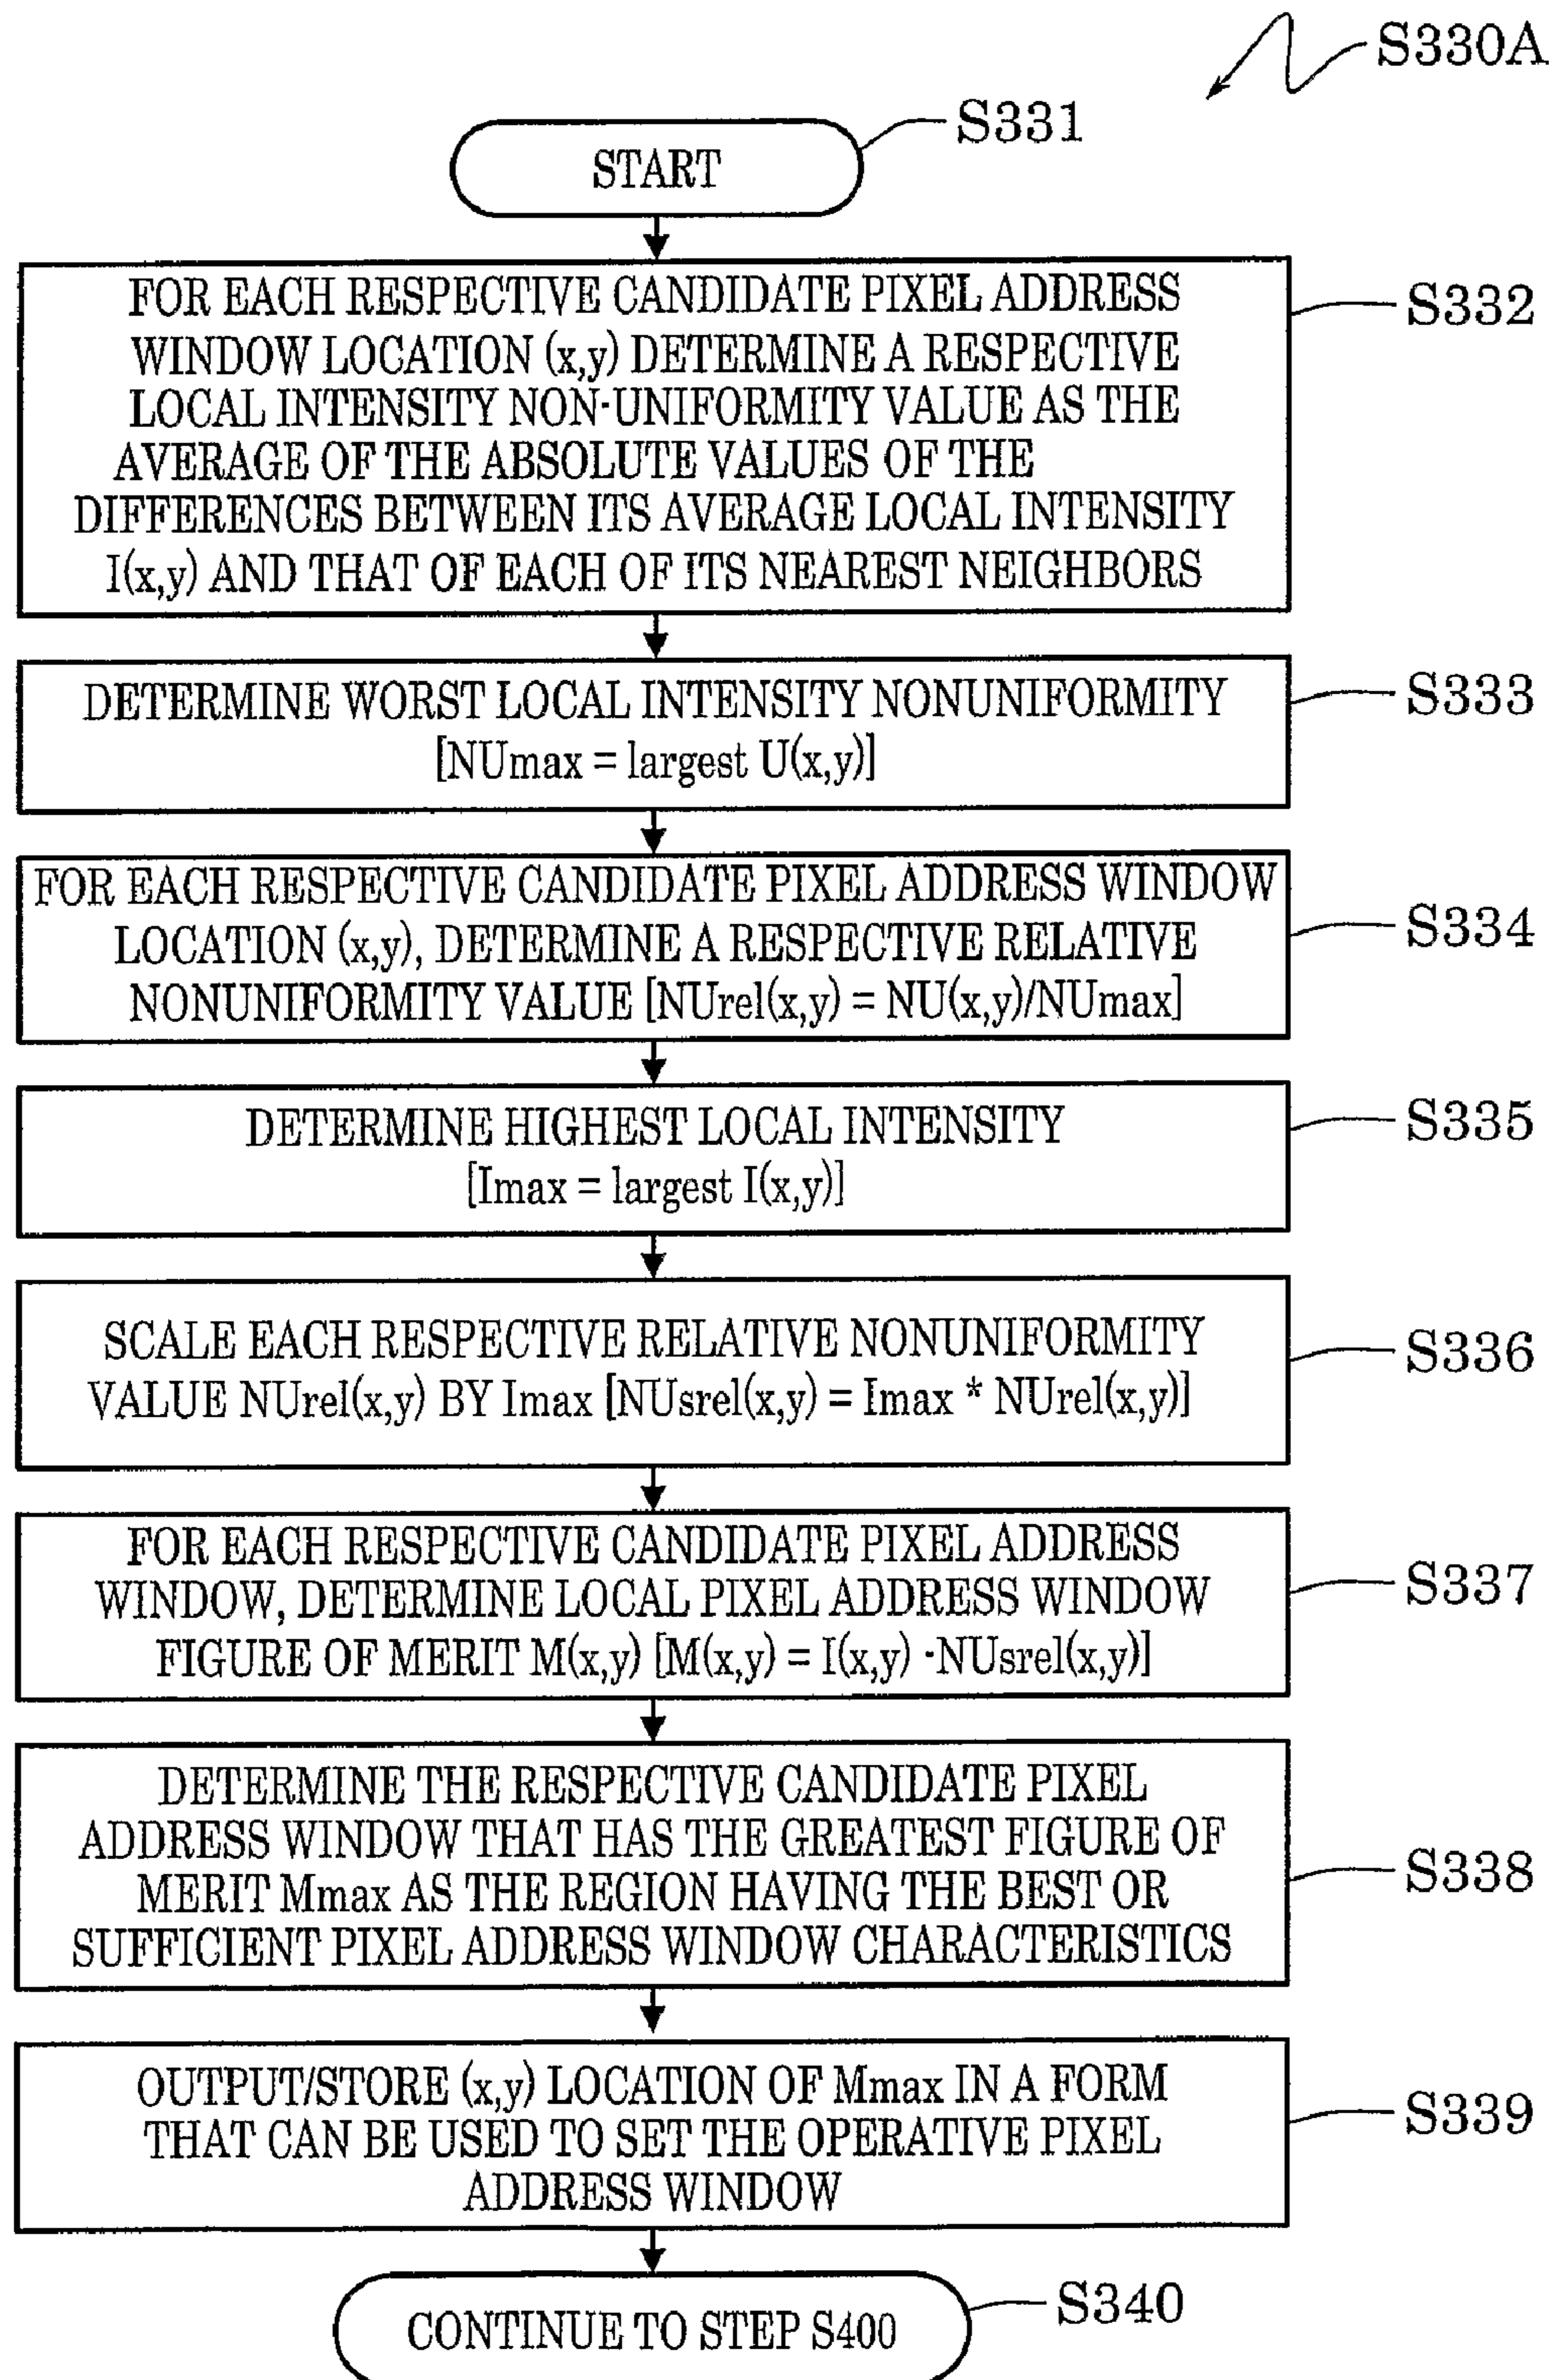 S330A
S331
START
S332
FOR EACH RESPECTIVE CANDIDATE PIXEL ADDRESS
WINDOW LOCATION (x,y) DETERMINE A RESPECTIVE
LOCAL INTENSITY NON-UNIFORMITY VALUE AS THE
AVERAGE OF THE ABSOLUTE VALUES OF THE
DIFFERENCES BETWEEN ITS AVERAGE LOCAL INTENSITY
I(x,y) AND THAT OF EACH OF ITS NEAREST NEIGHBORS
S333
DETERMINE WORST LOCAL INTENSITY NONUNIFORMITY
[NUmax = largest U(x,y)]
S334
FOR EACH RESPECTIVE CANDIDATE PIXEL ADDRESS WINDOW
LOCATION (x,y), DETERMINE A RESPECTIVE RELATIVE
NONUNIFORMITY VALUE [NUrel(x,y) = NU(x,y)/NUmax]
S335
DETERMINE HIGHEST LOCAL INTENSITY
[Imax = largest I(x,y)]
S336
SCALE EACH RESPECTIVE RELATIVE NONUNIFORMITY
VALUE NUrel(x,y) BY Imax [NUsrel(x,y) = Imax * NUrel(x,y)]
S337
FOR EACH RESPECTIVE CANDIDATE PIXEL ADDRESS
WINDOW, DETERMINE LOCAL PIXEL ADDRESS WINDOW
FIGURE OF MERIT M(x,y) [M(x,y) = I(x,y) -NUsrel(x,y)]
S338
DETERMINE THE RESPECTIVE CANDIDATE PIXEL
ADDRESS WINDOW THAT HAS THE GREATEST FIGURE OF
MERIT Mmax AS THE REGION HAVING THE BEST OR
SUFFICIENT PIXEL ADDRESS WINDOW CHARACTERISTICS
S339
OUTPUT/STORE (x,y) LOCATION OF Mmax IN A FORM
THAT CAN BE USED TO SET THE OPERATIVE PIXEL
ADDRESS WINDOW
S340
CONTINUE TO STEP S400